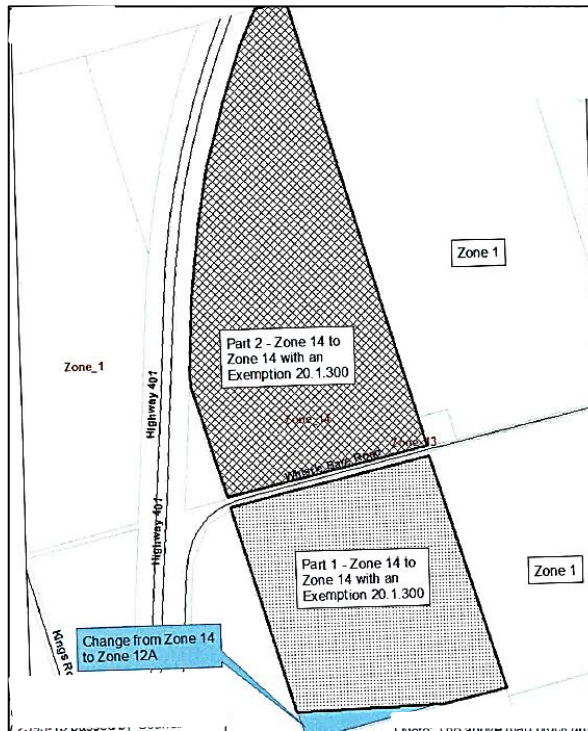 Zone 1
Part 2 - Zone 14 to
Zone 14 with an
Exemption 20.1.300
Zone_1
Highway 401
Zone_14
Zone_13
Whistle Bare Road
Highway 401
Part 1 - Zone 14 to
Zone 14 with an
Exemption 20.1.300
Zone 1
Kings
Change from Zone 14
to Zone 12A